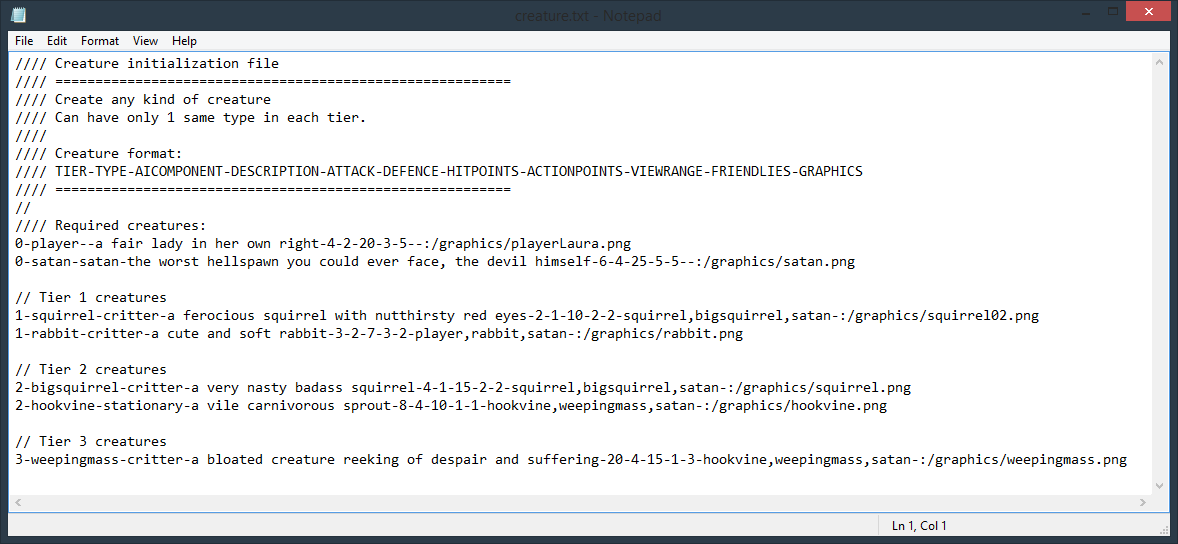 creature.txt - Notepad
File Edit Format View Help
//// Creature initialization file
//// =========================================================
//// Create any kind of creature
//// Can have only 1 same type in each tier.
////
//// Creature format:
//// TIER-TYPE-AICOMPONENT-DESCRIPTION-ATTACK-DEFENCE-HITPOINTS-ACTIONPOINTS-VIEWRANGE-FRIENDLIES-GRAPHICS
//// =========================================================
//
//// Required creatures:
0-player--a fair lady in her own right-4-2-20-3-5--:/graphics/playerLaura.png
0-satan-satan-the worst hellspawn you could ever face, the devil himself-6-4-25-5-5--:/graphics/satan.png
// Tier 1 creatures
1-squirrel-critter-a ferocious squirrel with nutthirsty red eyes-2-1-10-2-2-squirrel,bigsquirrel,satan-:/graphics/squirrel02.png
1-rabbit-critter-a cute and soft rabbit-3-2-7-3-2-player,rabbit,satan-:/graphics/rabbit.png
// Tier 2 creatures
2-bigsquirrel-critter-a very nasty badass squirrel-4-1-15-2-2-squirrel,bigsquirrel,satan-:/graphics/squirrel.png
2-hookvine-stationary-a vile carnivorous sprout-8-4-10-1-1-hookvine,weepingmass,satan-:/graphics/hookvine.png
// Tier 3 creatures
3-weepingmass-critter-a bloated creature reeking of despair and suffering-20-4-15-1-3-hookvine,weepingmass,satan-:/graphics/weepingmass.png
Ln 1, Col 1